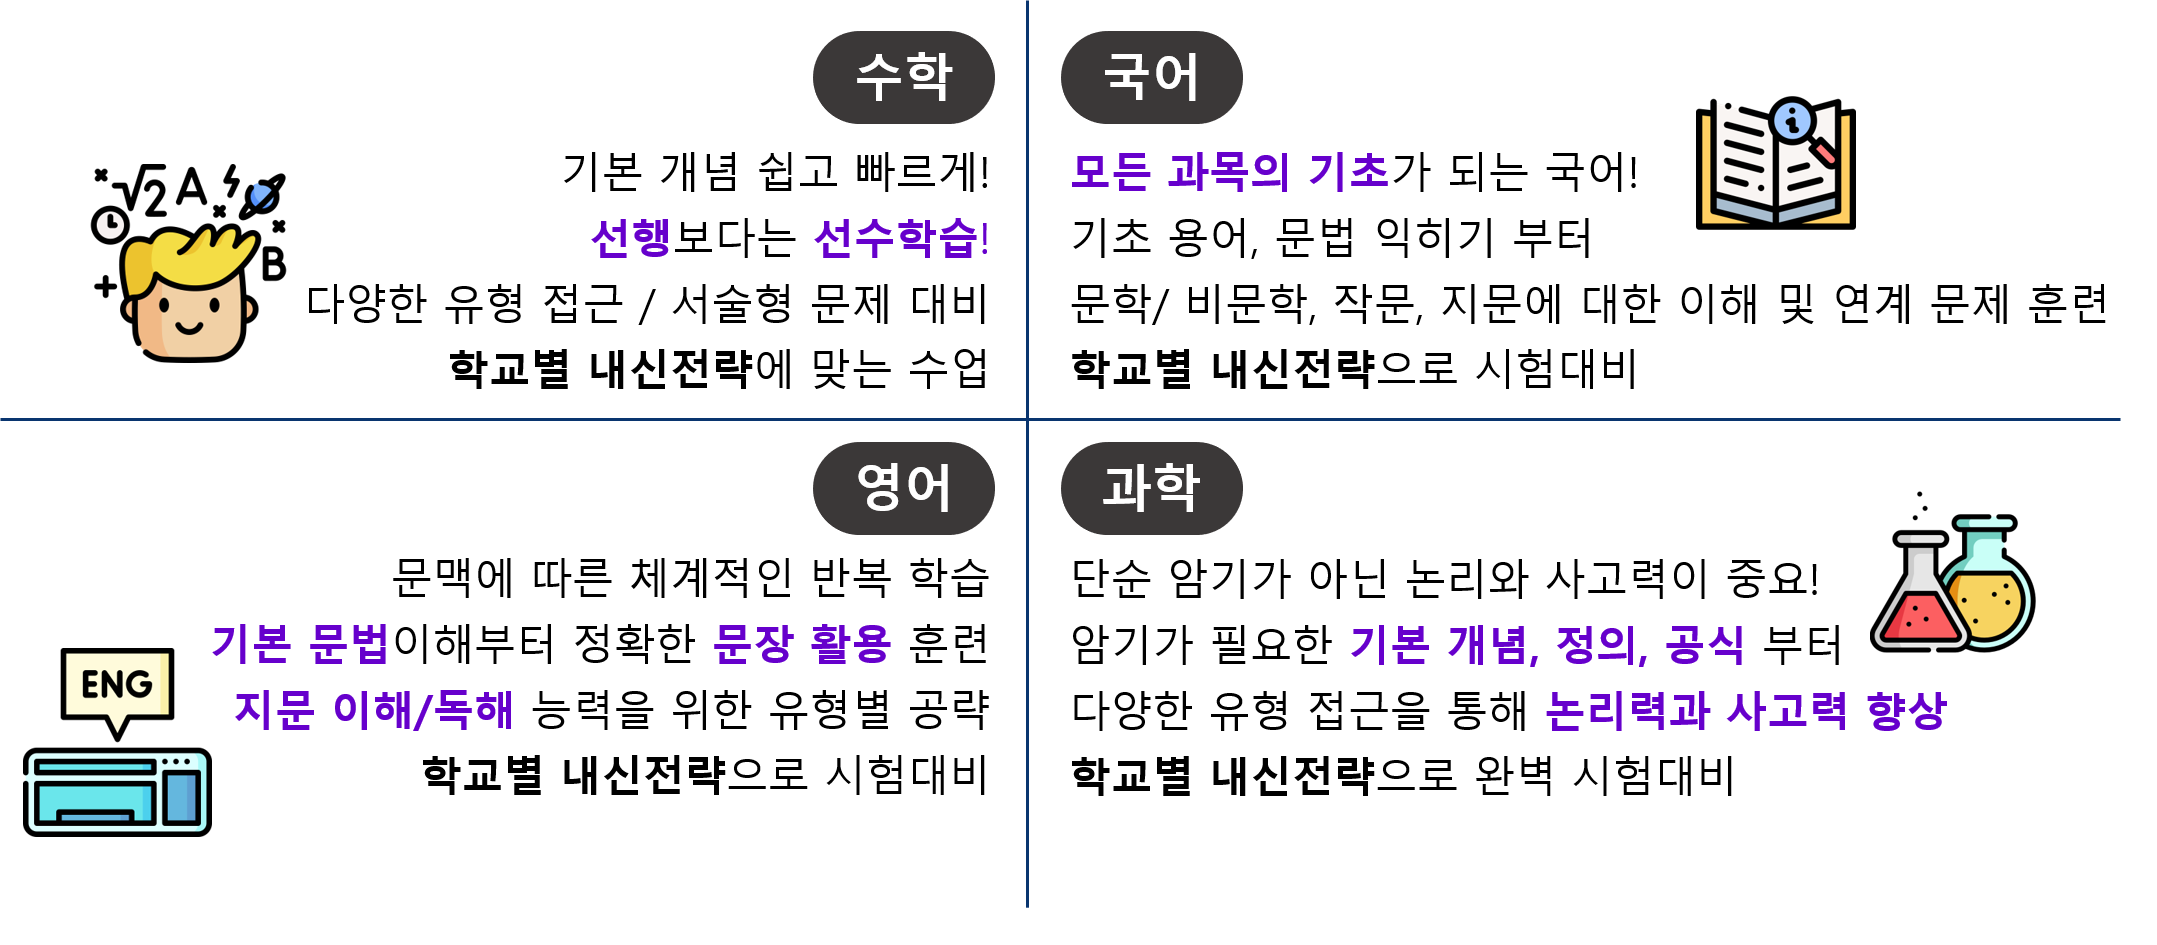 수학
기본 개념 쉽고 빠르게!
선행보다는 선수학습!
다양한 유형 접근 / 서술형 문제 대비
학교별 내신전략에 맞는 수업
√2 A
B
국어
모든 과목의 기초가 되는 국어!
기초 용어, 문법 익히기 부터
문학/ 비문학, 작문, 지문에 대한 이해 및 연계 문제 훈련
학교별 내신전략으로 시험대비
i
영어
문맥에 따른 체계적인 반복 학습
기본 문법이해부터 정확한 문장 활용 훈련
지문 이해/독해 능력을 위한 유형별 공략
학교별 내신전략으로 시험대비
ENG
과학
단순 암기가 아닌 논리와 사고력이 중요!
암기가 필요한 기본 개념, 정의, 공식 부터
다양한 유형 접근을 통해 논리력과 사고력 향상
학교별 내신전략으로 완벽 시험대비